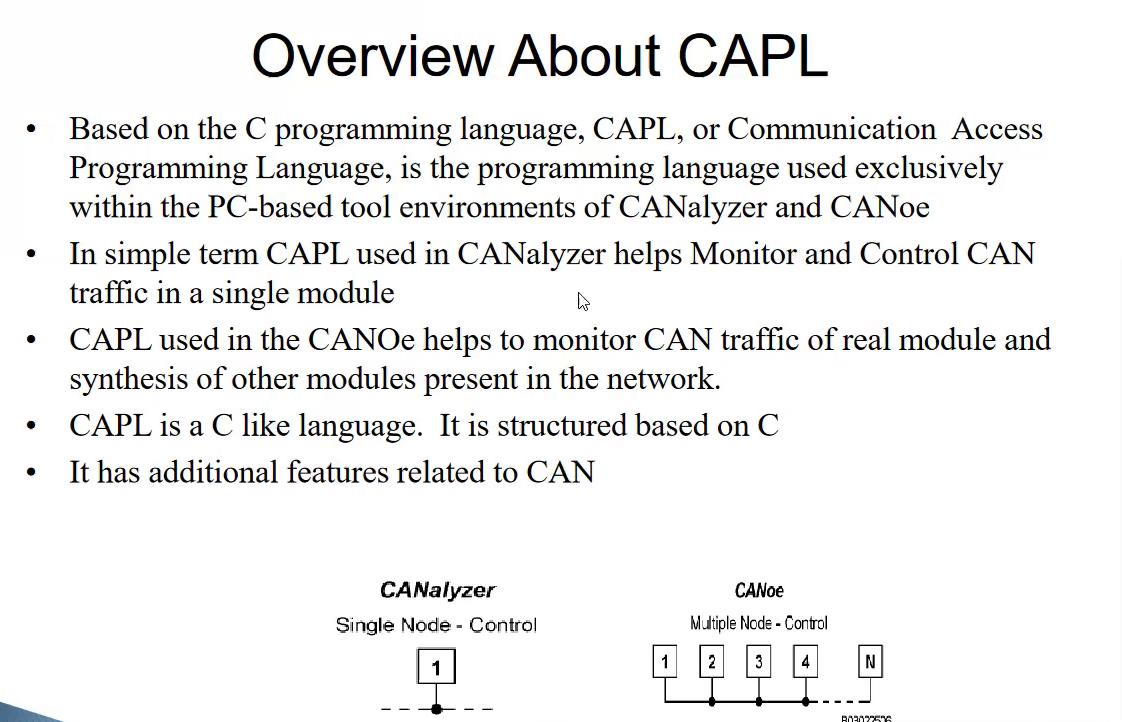 Overview About CAPL
• Based on the C programming language, CAPL, or Communication Access
Programming Language, is the programming language used exclusively
within the PC-based tool environments of CANalyzer and CANoe
• In simple term CAPL used in CANalyzer helps Monitor and Control CAN
traffic in a single module
• CAPL used in the CANOe helps to monitor CAN traffic of real module and
synthesis of other modules present in the network.
• CAPL is a C like language. It is structured based on C
• It has additional features related to CAN
CANalyzer
Single Node - Control
1
CANoe
Multiple Node - Control
1 2 3 4 N